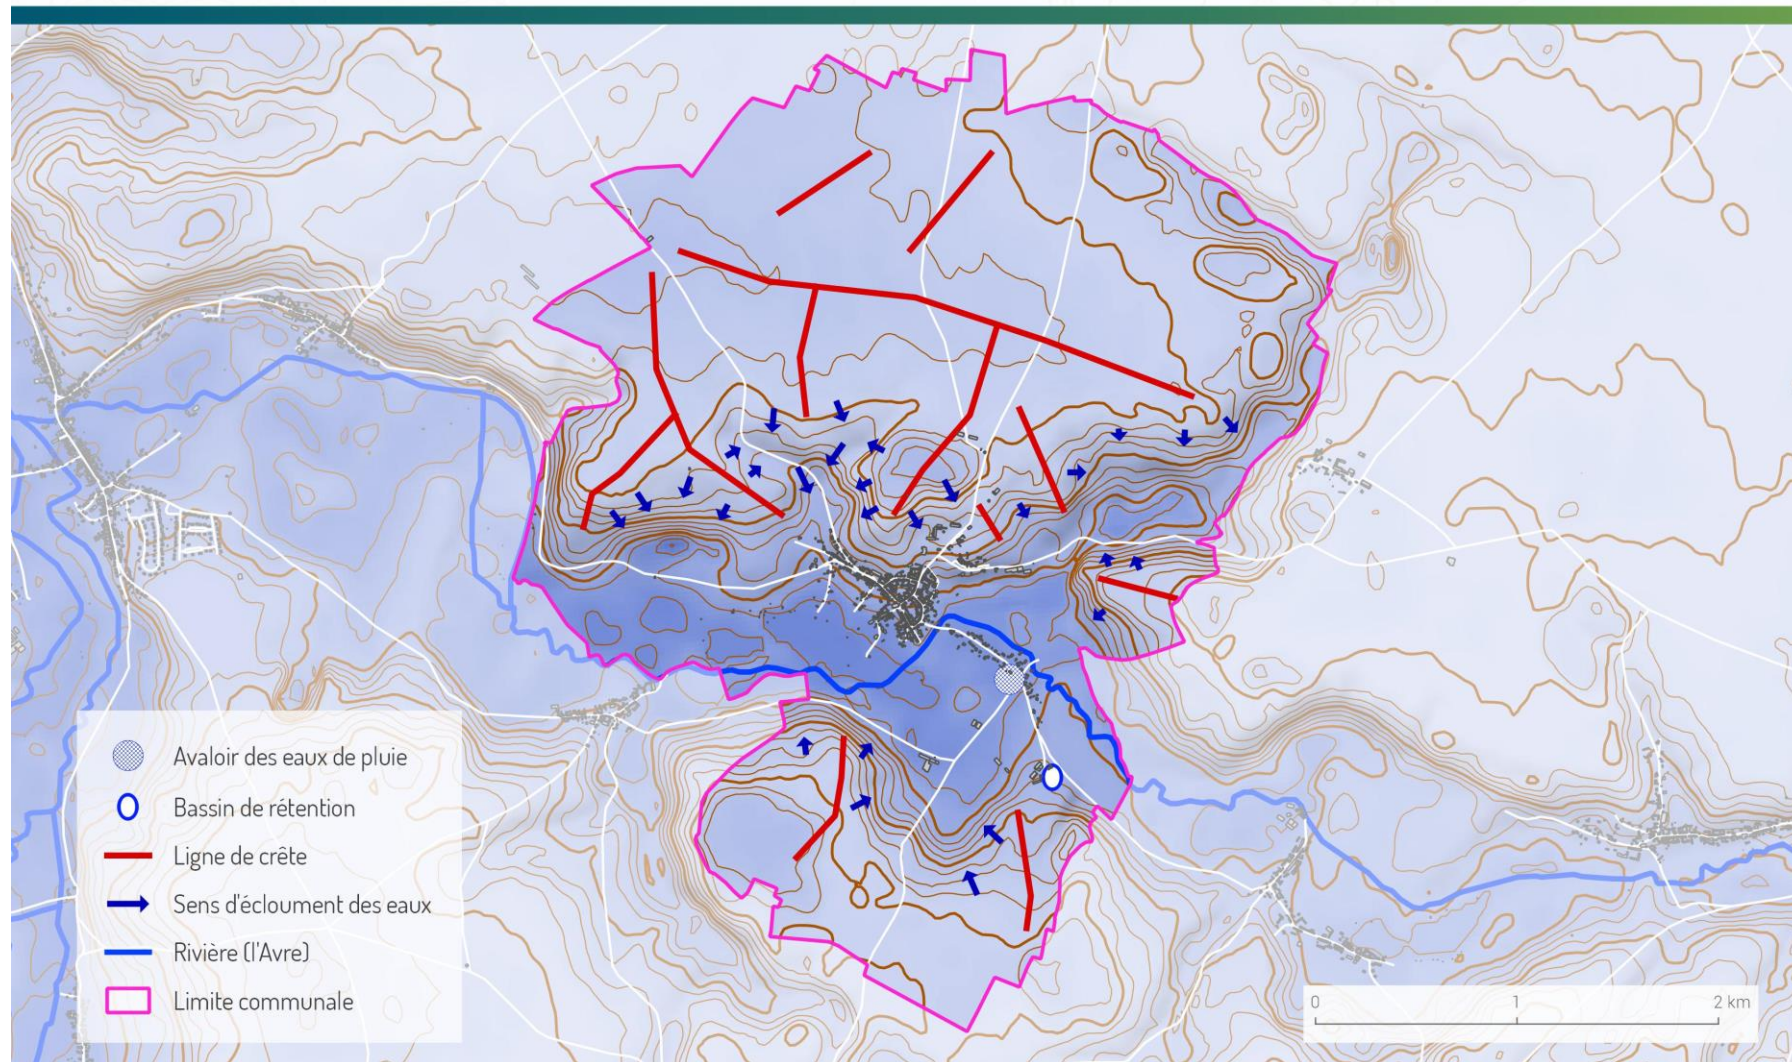 Avaloir des eaux de pluie
Bassin de rétention
Ligne de crête
Sens d'écloument des eaux
Rivière (l'Avre)
Limite communale
0 1 2 km